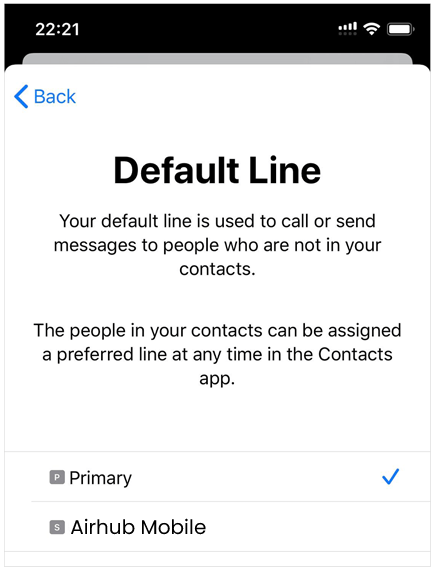 22:21
Back
Default Line
Your default line is used to call or send
messages to people who are not in your
contacts.
The people in your contacts can be assigned
a preferred line at any time in the Contacts
app.
P Primary
S Airhub Mobile